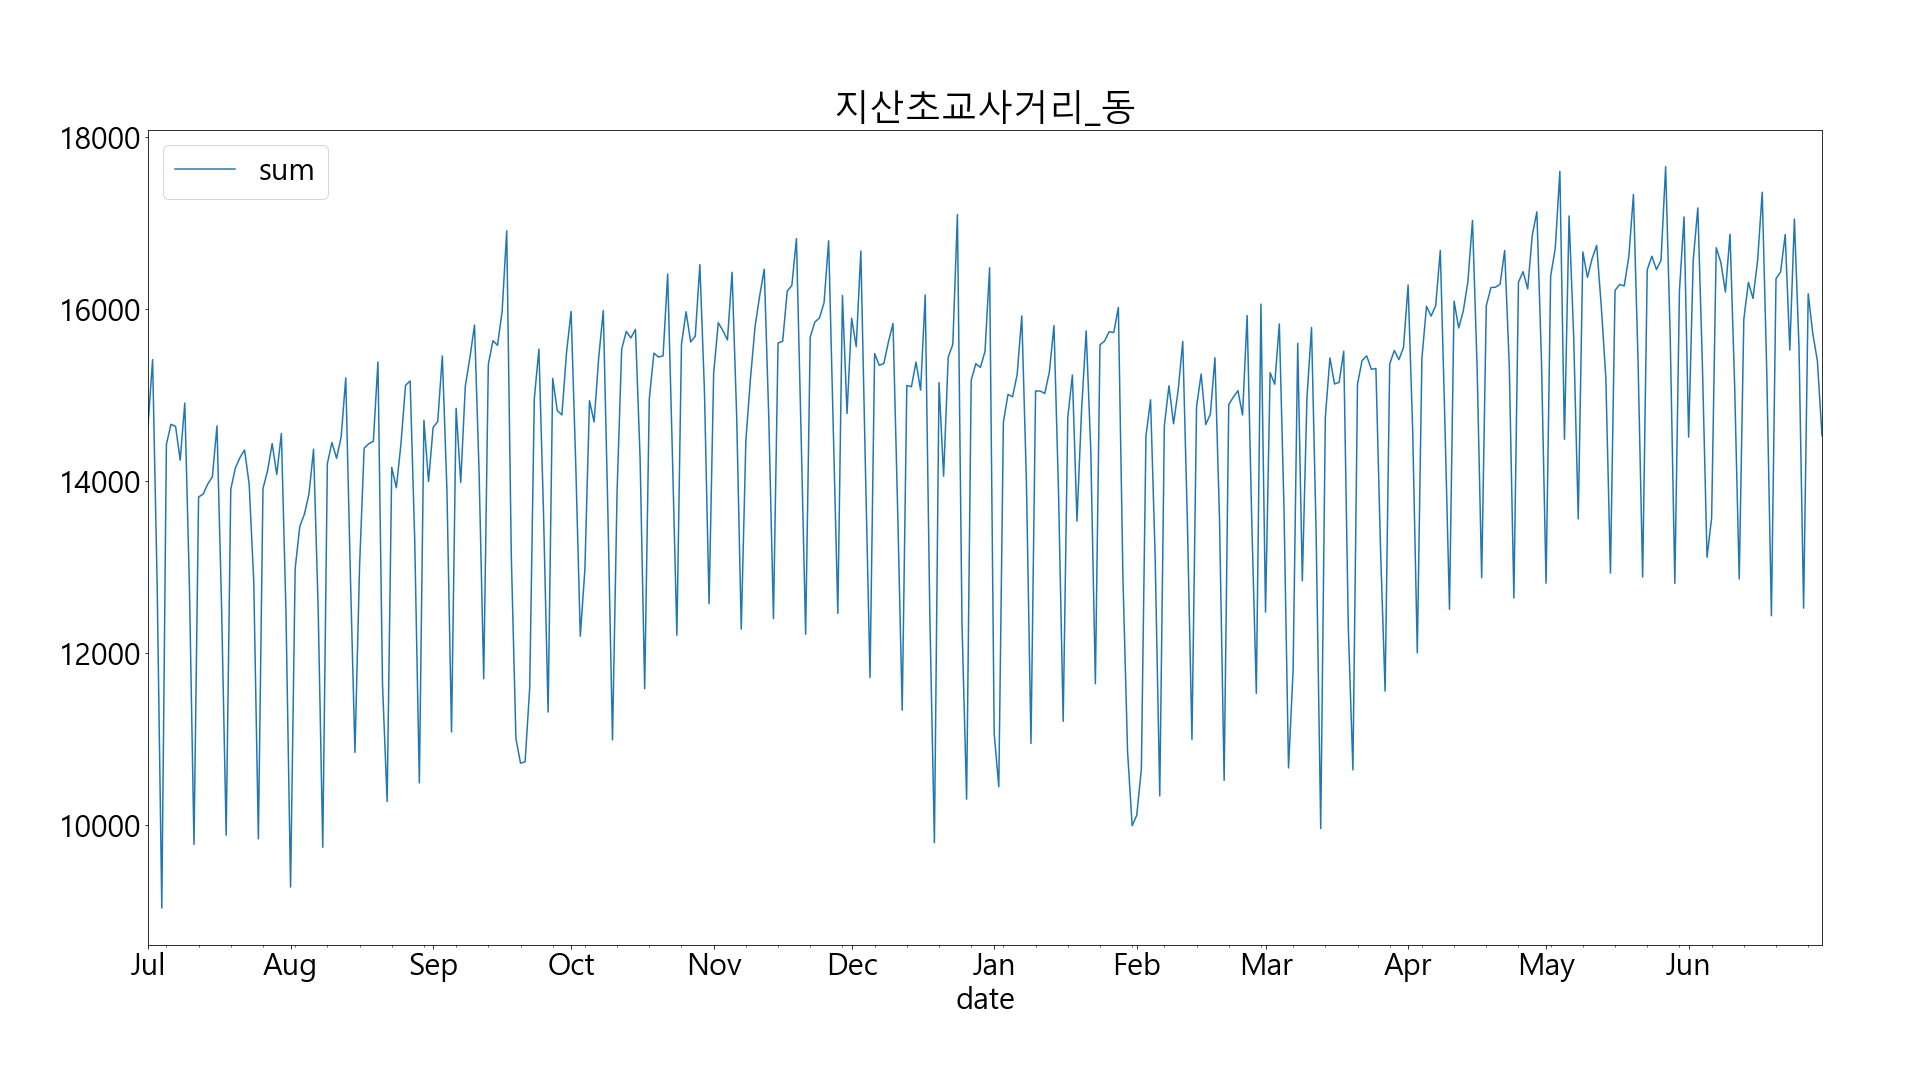 지산초교사거리_동
sum
18000
16000
14000
12000
10000
Jul Aug Sep Oct Nov Dec Jan Feb Mar Apr May Jun
date